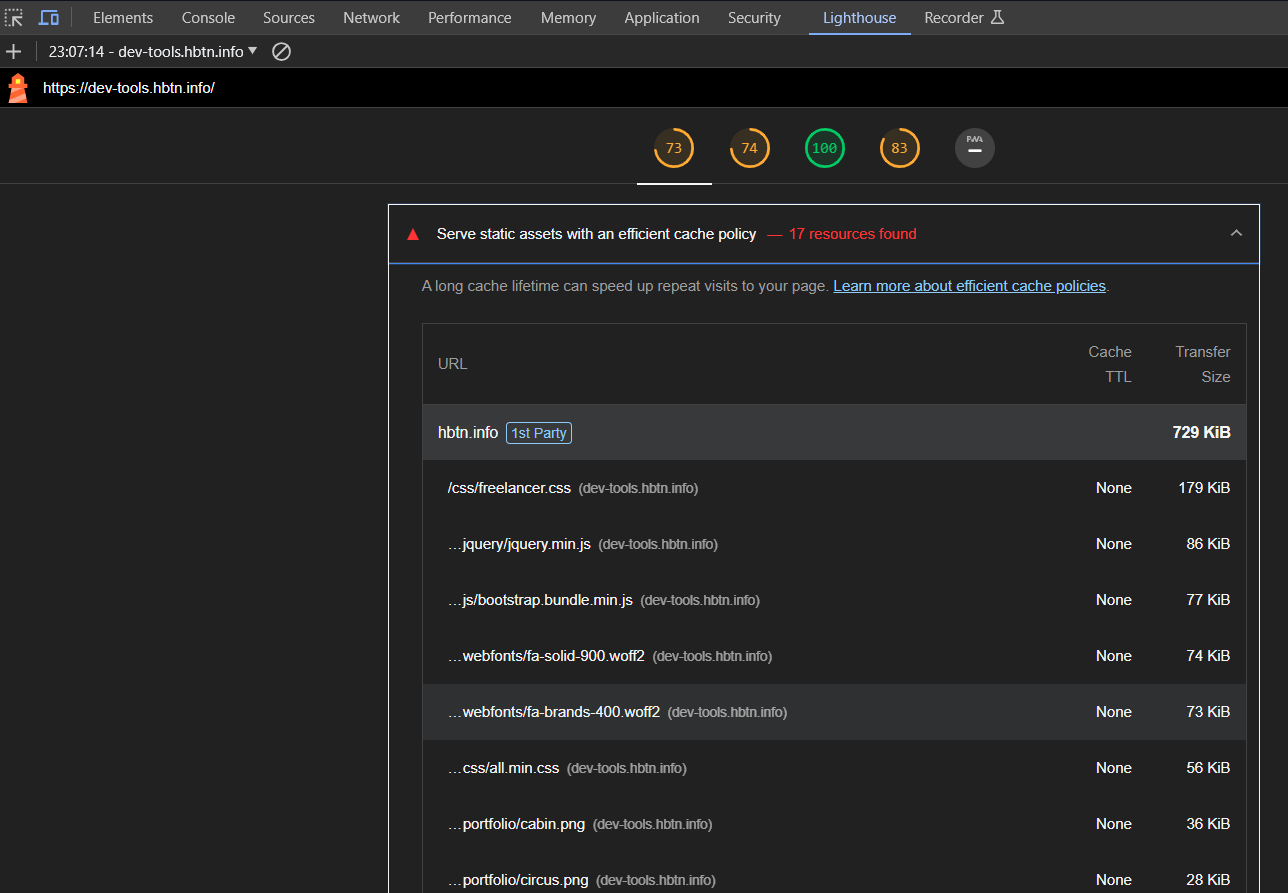 Elements Console Sources Network Performance Memory Application Security Lighthouse Recorder
23:07:14 - dev-tools.hbtn.info
https://dev-tools.hbtn.info/
73 74 100 83 PWA
Serve static assets with an efficient cache policy — 17 resources found
A long cache lifetime can speed up repeat visits to your page. Learn more about efficient cache policies.
URL Cache TTL Transfer Size
hbtn.info 1st Party 729 KiB
/css/freelancer.css (dev-tools.hbtn.info) None 179 KiB
…jquery/jquery.min.js (dev-tools.hbtn.info) None 86 KiB
…js/bootstrap.bundle.min.js (dev-tools.hbtn.info) None 77 KiB
…webfonts/fa-solid-900.woff2 (dev-tools.hbtn.info) None 74 KiB
…webfonts/fa-brands-400.woff2 (dev-tools.hbtn.info) None 73 KiB
…css/all.min.css (dev-tools.hbtn.info) None 56 KiB
…portfolio/cabin.png (dev-tools.hbtn.info) None 36 KiB
…portfolio/circus.png (dev-tools.hbtn.info) None 28 KiB